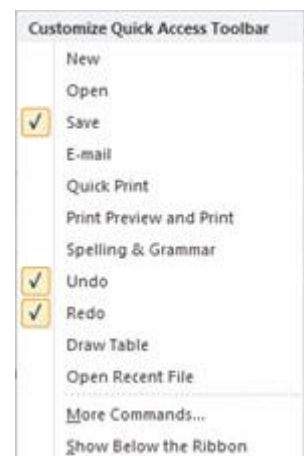 Customize Quick Access Toolbar
New
Open
Save
E-mail
Quick Print
Print Preview and Print
Spelling & Grammar
Undo
Redo
Draw Table
Open Recent File
More Commands...
Show Below the Ribbon